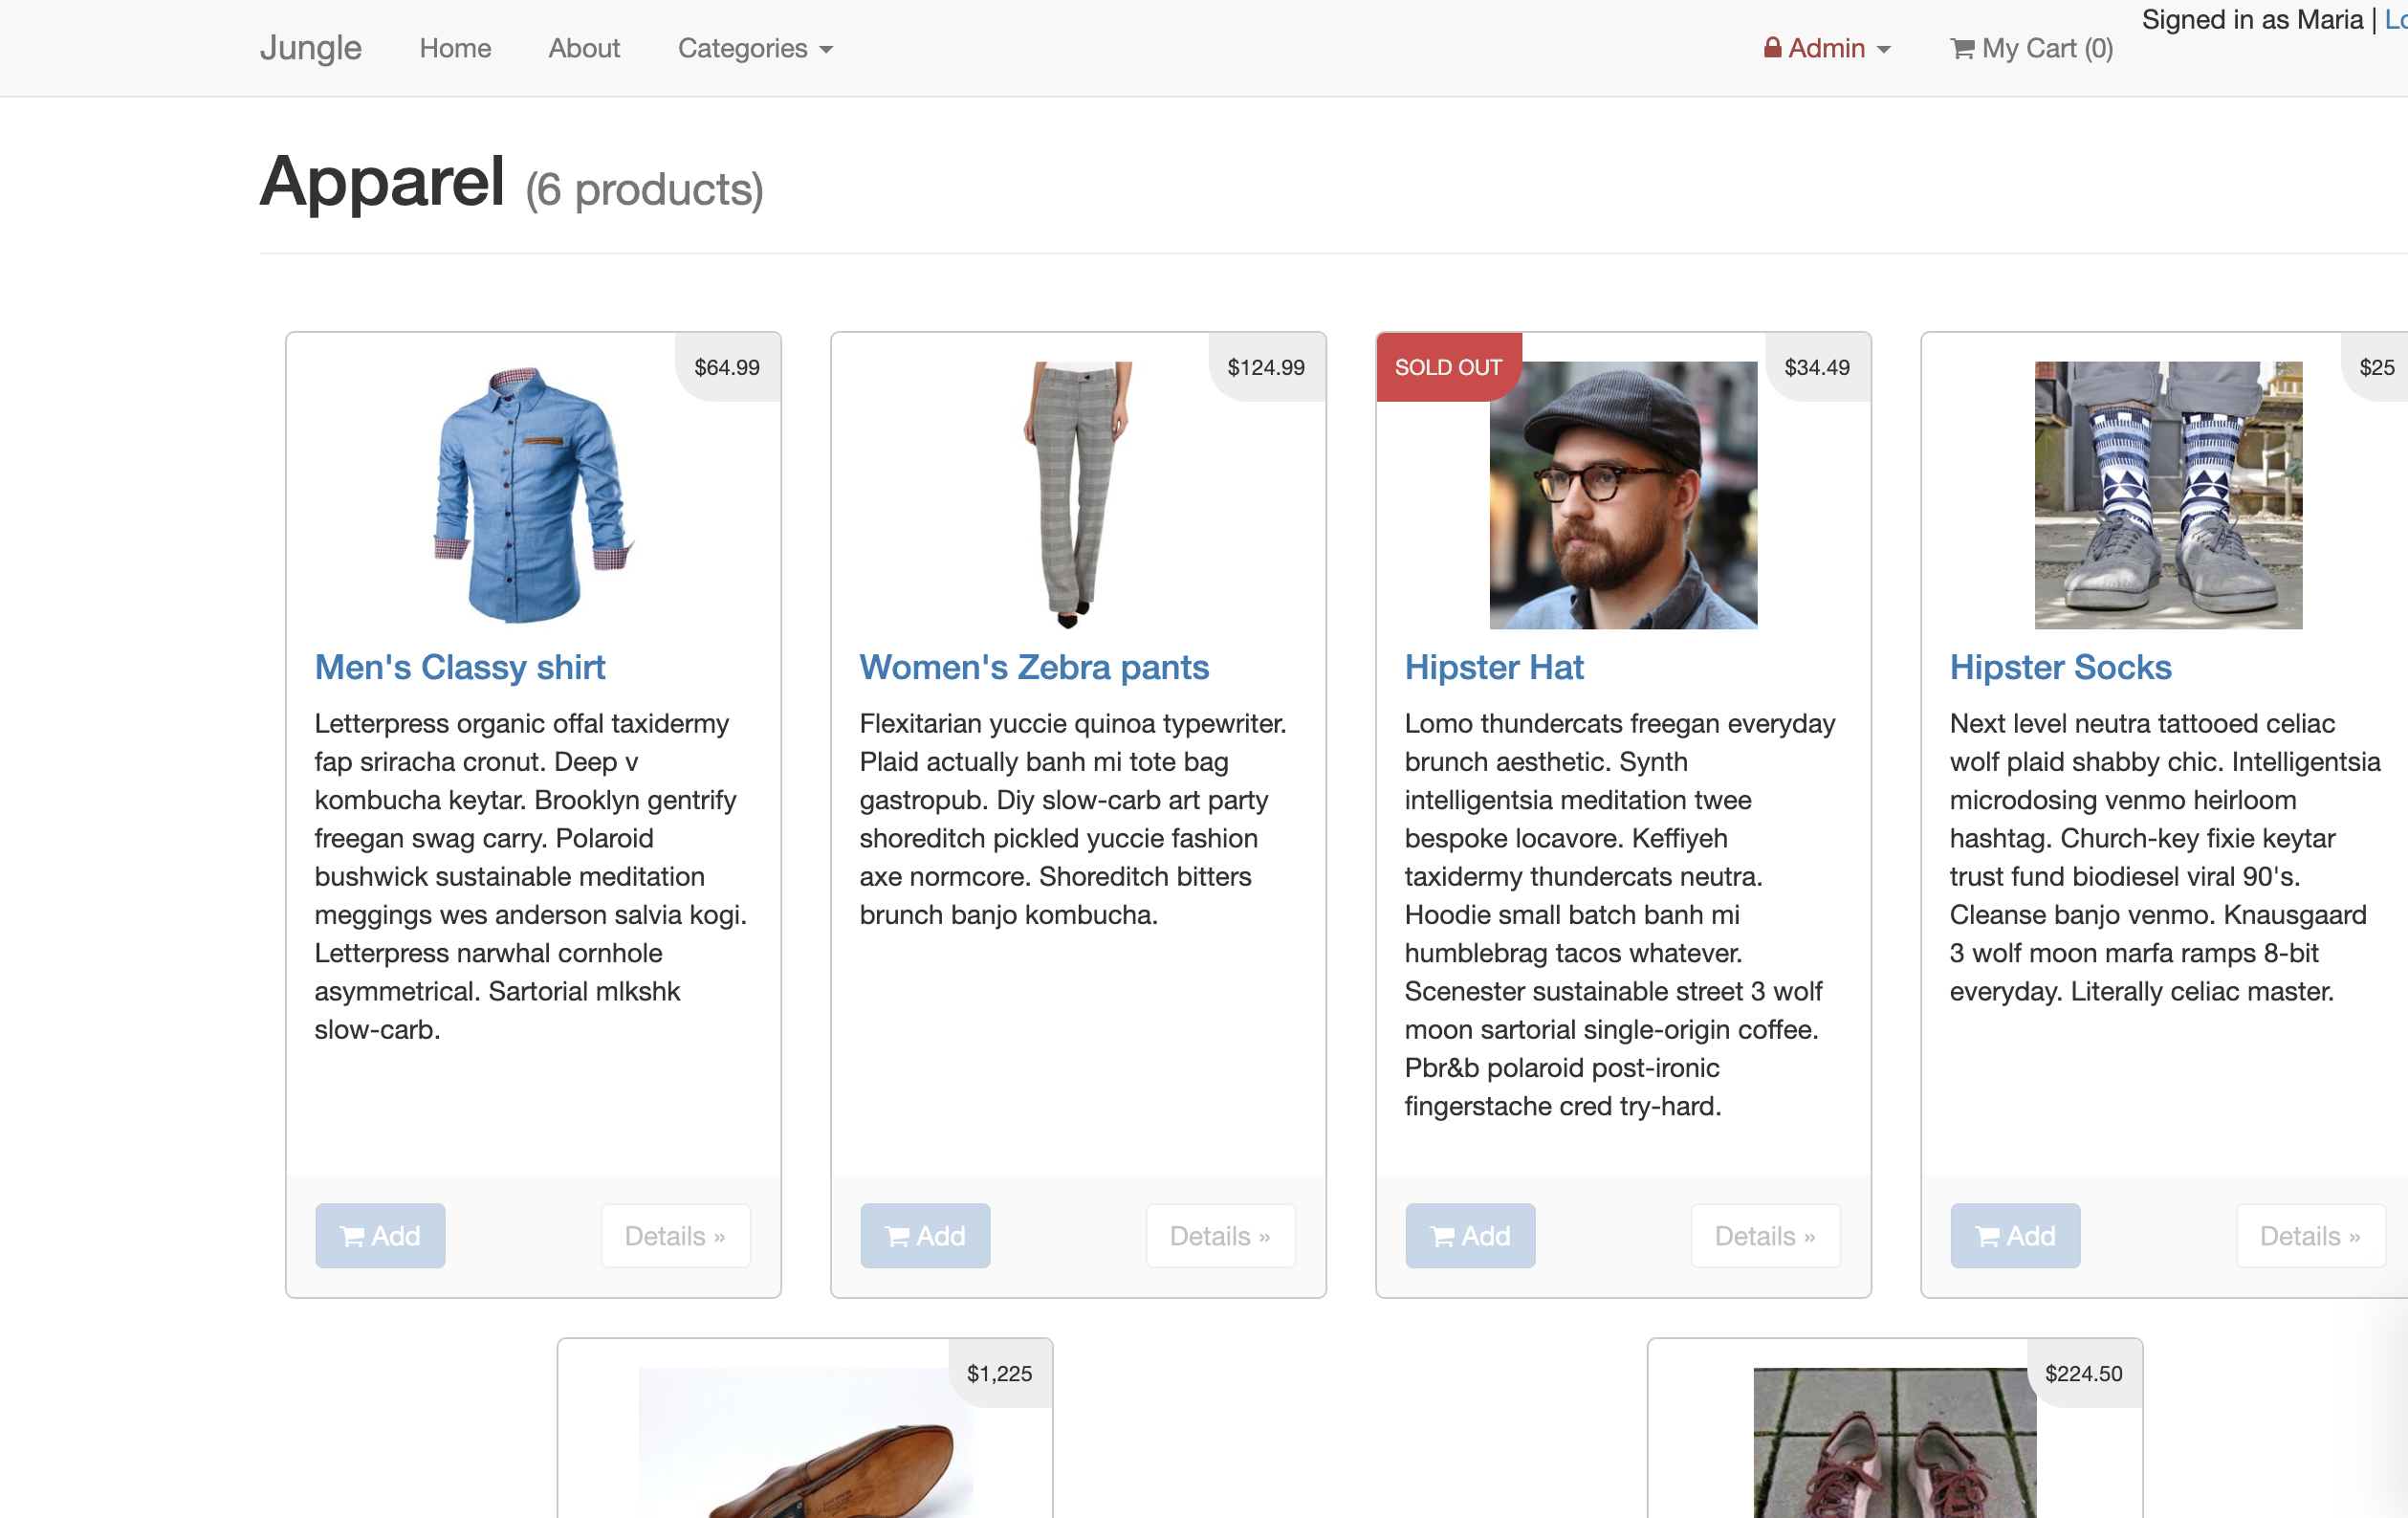 Signed in as Maria |
Jungle Home About Categories Admin My Cart (0)
Apparel (6 products)
$64.99
Men's Classy shirt
Letterpress organic offal taxidermy
fap sriracha cronut. Deep v
kombucha keytar. Brooklyn gentrify
freegan swag carry. Polaroid
bushwick sustainable meditation
meggings wes anderson salvia kogi.
Letterpress narwhal cornhole
asymmetrical. Sartorial mlkshk
slow-carb.
Add Details »
$124.99
Women's Zebra pants
Flexitarian yuccie quinoa typewriter.
Plaid actually banh mi tote bag
gastropub. Diy slow-carb art party
shoreditch pickled yuccie fashion
axe normcore. Shoreditch bitters
brunch banjo kombucha.
Add Details »
SOLD OUT $34.49
Hipster Hat
Lomo thundercats freegan everyday
brunch aesthetic. Synth
intelligentsia meditation twee
bespoke locavore. Keffiyeh
taxidermy thundercats neutra.
Hoodie small batch banh mi
humblebrag tacos whatever.
Scenester sustainable street 3 wolf
moon sartorial single-origin coffee.
Pbr&b polaroid post-ironic
fingerstache cred try-hard.
Add Details »
$25
Hipster Socks
Next level neutra tattooed celiac
wolf plaid shabby chic. Intelligentsia
microdosing venmo heirloom
hashtag. Church-key fixie keytar
trust fund biodiesel viral 90's.
Cleanse banjo venmo. Knausgaard
3 wolf moon marfa ramps 8-bit
everyday. Literally celiac master.
Add Details »
$1,225
$224.50